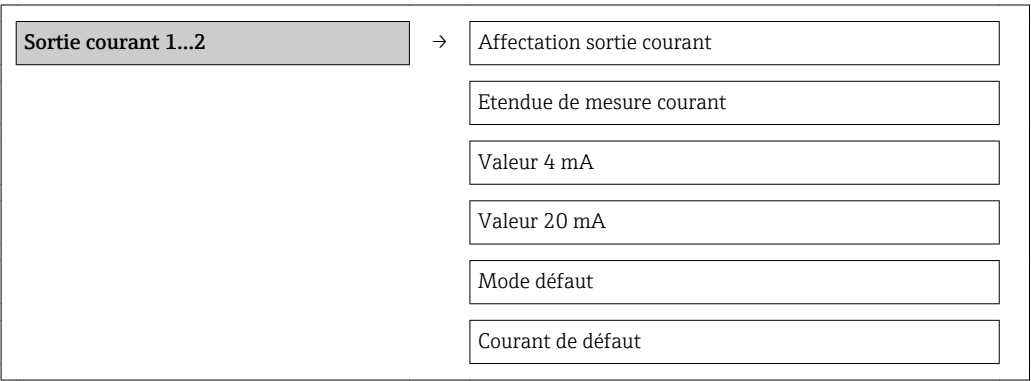 Sortie courant 1...2 → Affectation sortie courant
Etendue de mesure courant
Valeur 4 mA
Valeur 20 mA
Mode défaut
Courant de défaut